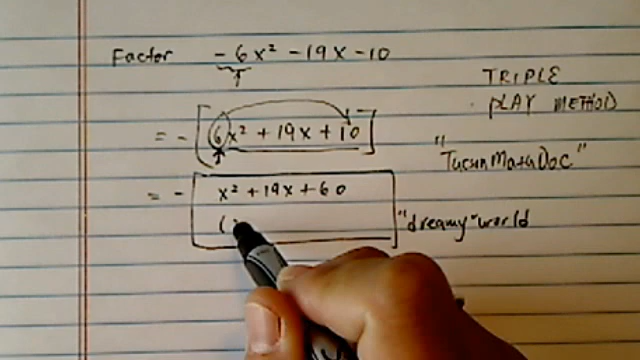 Factor -6x² -19x -10
TRIPLE
PLAY METHOD
= -[6x² + 19x + 10]
"TucsonMathDoc"
= - x² + 19x + 60
( "dreamy" world